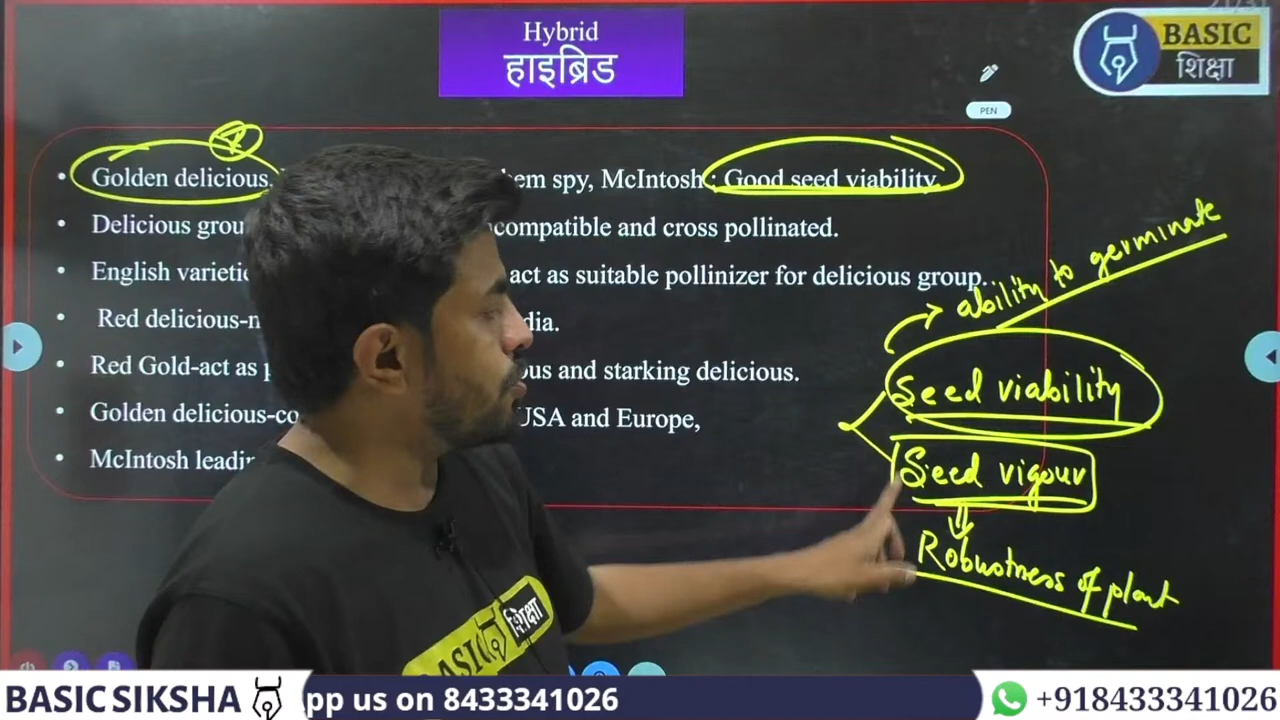 Hybrid
हाइब्रिड
BASIC
शिक्षा
PEN
• Golden delicious, hem spy, McIntosh : Good seed viability.
• Delicious grou compatible and cross pollinated.
• English varieti act as suitable pollinizer for delicious group..
• Red delicious-n dia.
• Red Gold-act as p ous and starking delicious.
• Golden delicious-co USA and Europe,
• McIntosh leadin
→ ability to germinate
Seed viability
Seed vigour
Robustness of plant
BASIC शिक्षा
BASIC SIKSHA pp us on 8433341026 +918433341026